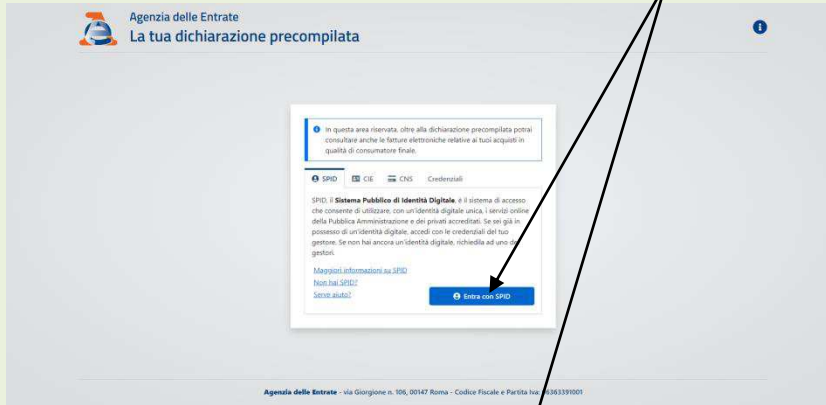 Agenzia delle Entrate
La tua dichiarazione precompilata
In questa area riservata, oltre alla dichiarazione precompilata potrai
consultare anche le fatture elettroniche relative ai tuoi acquisti in
qualità di consumatore finale.
SPID CIE CNS Credenziali
SPID, il Sistema Pubblico di Identità Digitale, è il sistema di accesso
che consente di utilizzare, con un'identità digitale unica, i servizi online
della Pubblica Amministrazione e dei privati accreditati. Se sei già in
possesso di un'identità digitale, accedi con le credenziali del tuo
gestore. Se non hai ancora un'identità digitale, richiedila ad uno dei
gestori.
Maggiori informazioni su SPID
Non hai SPID?
Serve aiuto?
Entra con SPID
Agenzia delle Entrate - via Giorgione n. 106, 00147 Roma - Codice Fiscale e Partita Iva: 06363391001